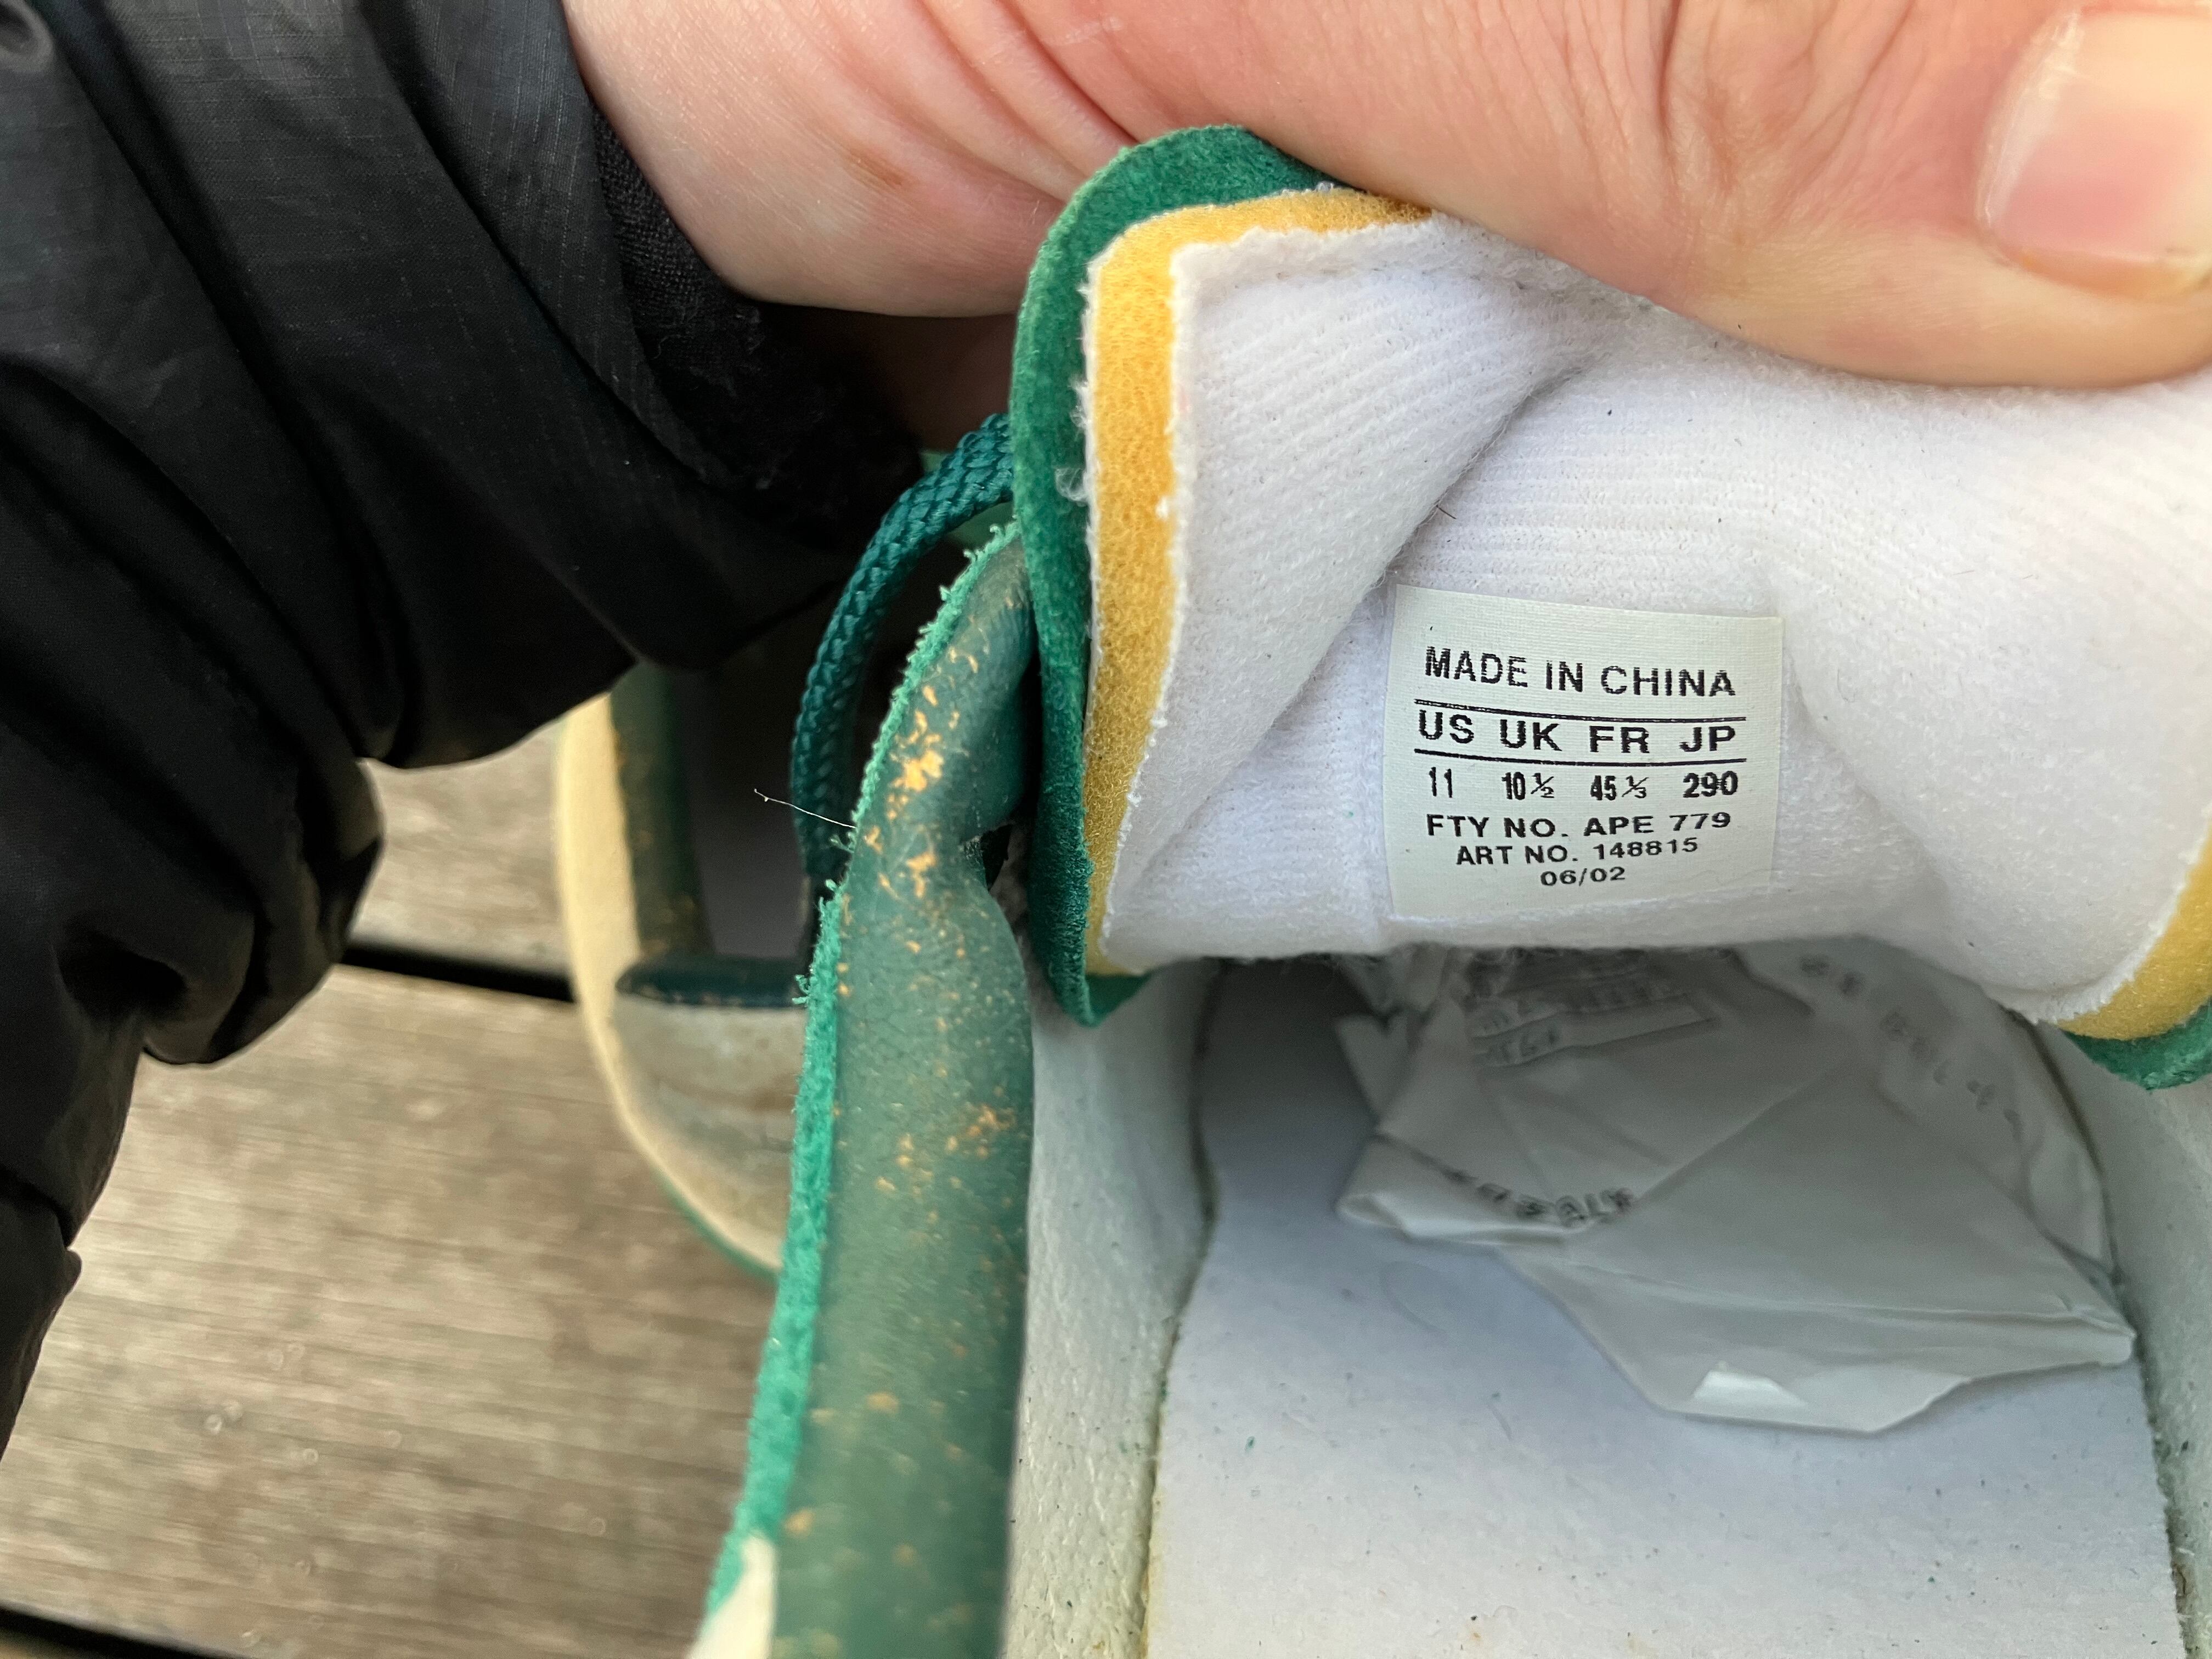 MADE IN CHINA
US UK FR JP
11 10½ 45⅓ 290
FTY NO. APE 779
ART NO. 148815
06/02